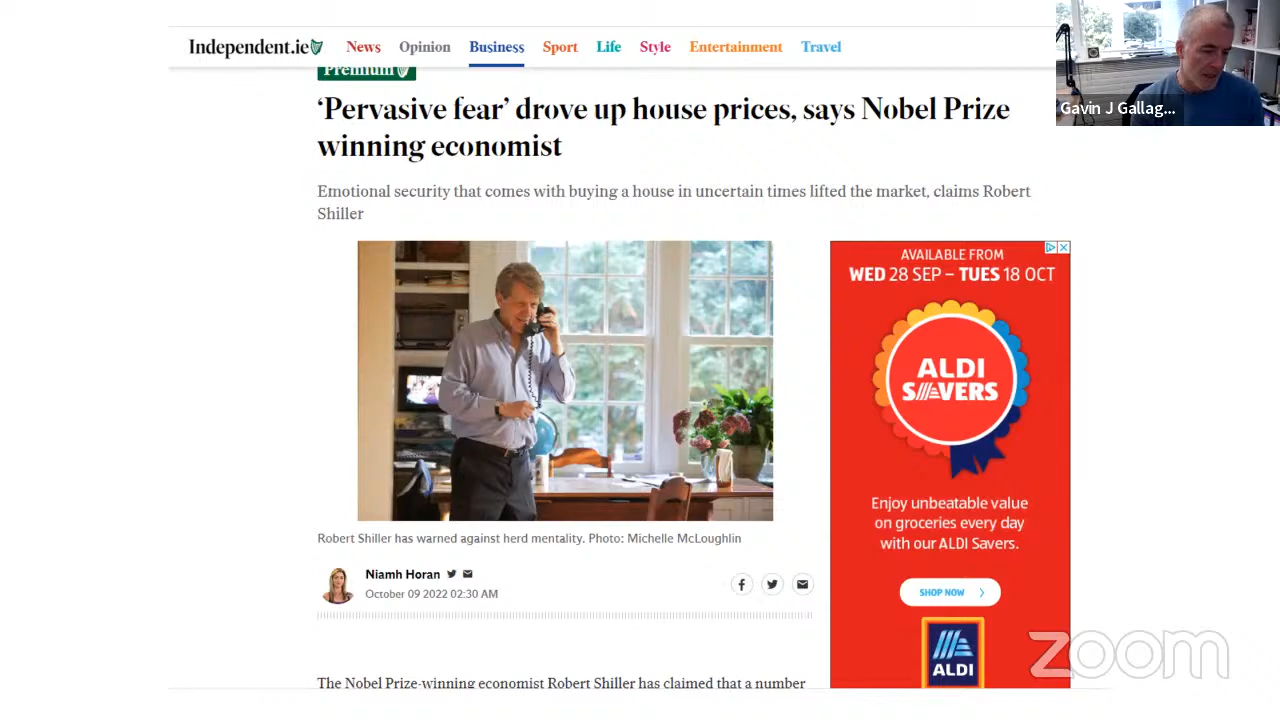 Independent.ie News Opinion Business Sport Life Style Entertainment Travel
Gavin J Gallag...
Premium
‘Pervasive fear’ drove up house prices, says Nobel Prize
winning economist
Emotional security that comes with buying a house in uncertain times lifted the market, claims Robert
Shiller
AVAILABLE FROM
WED 28 SEP – TUES 18 OCT
ALDI
SAVERS
Enjoy unbeatable value
on groceries every day
with our ALDI Savers.
SHOP NOW
ALDI
Robert Shiller has warned against herd mentality. Photo: Michelle McLoughlin
Niamh Horan
October 09 2022 02:30 AM
The Nobel Prize-winning economist Robert Shiller has claimed that a number
zoom